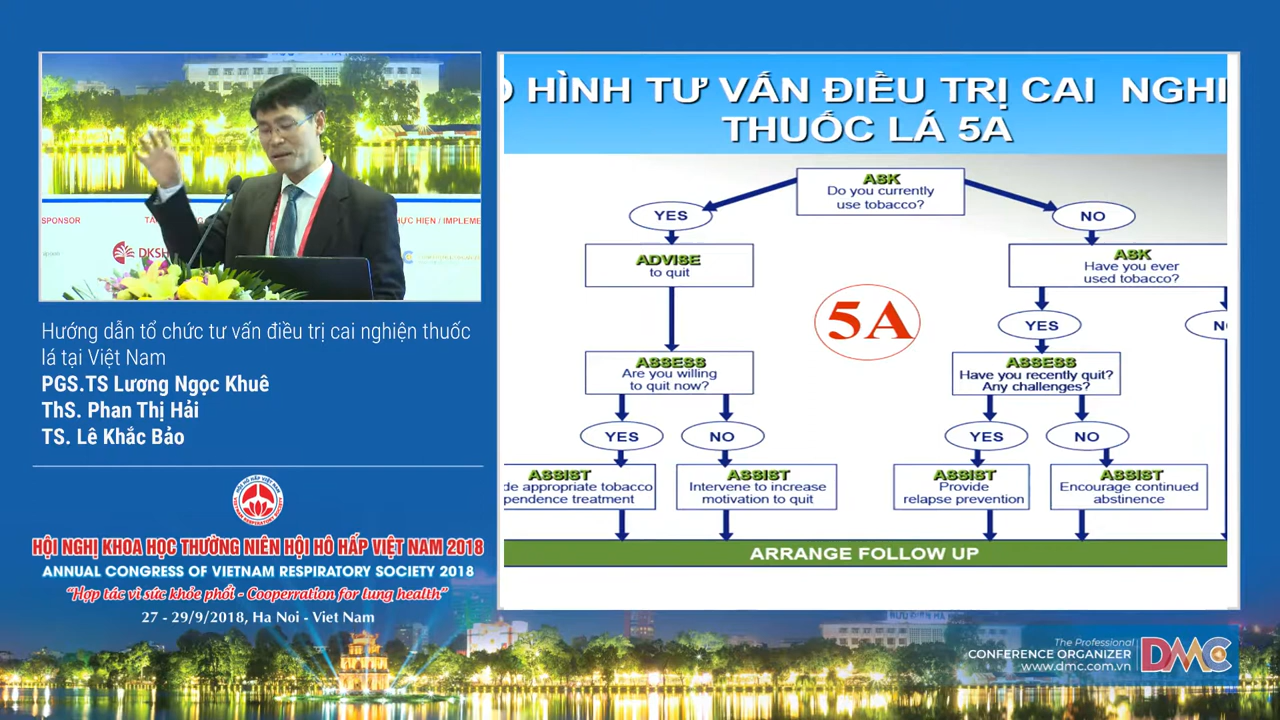 SPONSOR
HỰC HIỆN / IMPLEME
DKSH
Hướng dẫn tổ chức tư vấn điều trị cai nghiện thuốc
lá tại Việt Nam
PGS.TS Lương Ngọc Khuê
ThS. Phan Thị Hải
TS. Lê Khắc Bảo
HỘI NGHỊ KHOA HỌC THƯỜNG NIÊN HỘI HÔ HẤP VIỆT NAM 2018
ANNUAL CONGRESS OF VIETNAM RESPIRATORY SOCIETY 2018
"Hợp tác vì sức khỏe phổi - Cooperration for lung health"
27 - 29/9/2018, Ha Noi - Viet Nam
HÌNH TƯ VẤN ĐIỀU TRỊ CAI NGHI
THUỐC LÁ 5A
ASK
Do you currently
use tobacco?
YES
NO
ADVISE
to quit
ASK
Have you ever
used tobacco?
5A
YES
ASSESS
Are you willing
to quit now?
ASSESS
Have you recently quit?
Any challenges?
YES
NO
YES
NO
ASSIST
de appropriate tobacco
pendence treatment
ASSIST
Intervene to increase
motivation to quit
ASSIST
Provide
relapse prevention
ASSIST
Encourage continued
abstinence
ARRANGE FOLLOW UP
The Professional
CONFERENCE ORGANIZER
www.dmc.com.vn
DMC